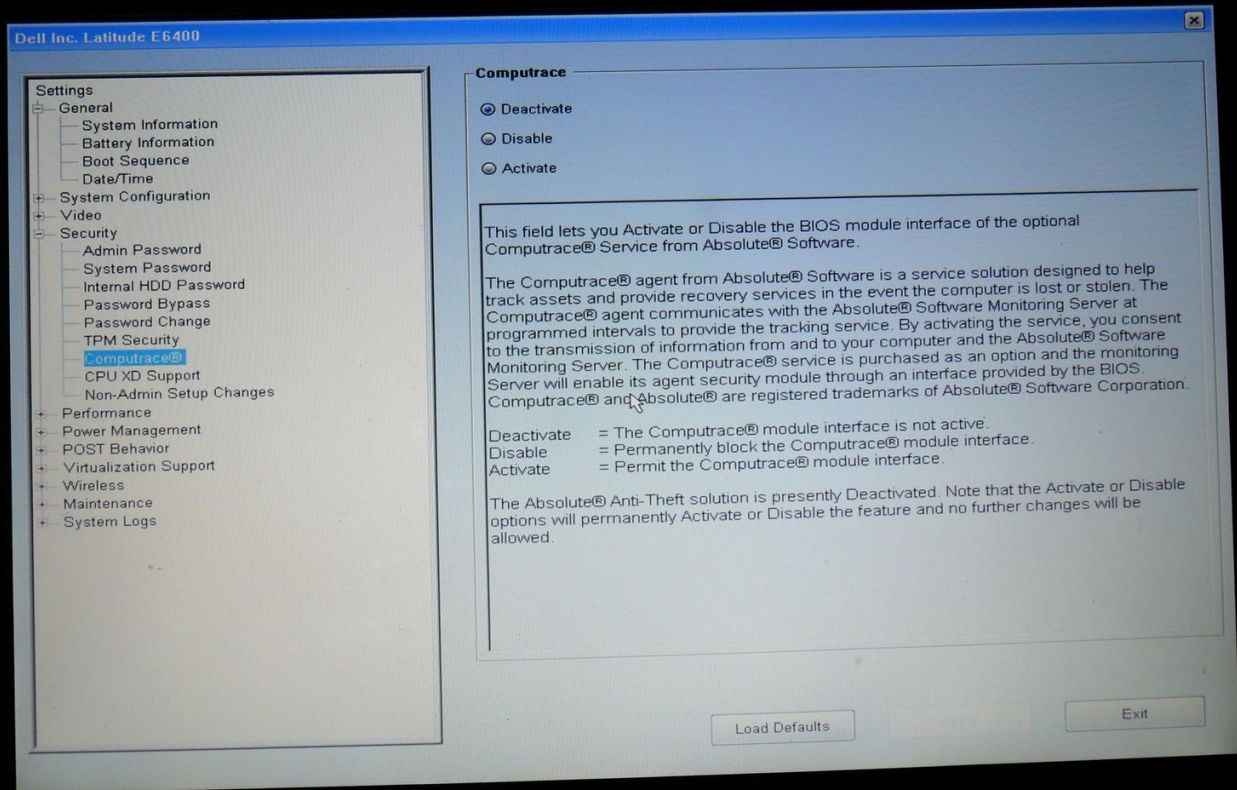 Dell Inc. Latitude E6400
Settings
General
System Information
Battery Information
Boot Sequence
Date/Time
System Configuration
Video
Security
Admin Password
System Password
Internal HDD Password
Password Bypass
Password Change
TPM Security
Computrace®
CPU XD Support
Non-Admin Setup Changes
Performance
Power Management
POST Behavior
Virtualization Support
Wireless
Maintenance
System Logs
Computrace
Deactivate
Disable
Activate
This field lets you Activate or Disable the BIOS module interface of the optional
Computrace® Service from Absolute® Software.
The Computrace® agent from Absolute® Software is a service solution designed to help
track assets and provide recovery services in the event the computer is lost or stolen. The
Computrace® agent communicates with the Absolute® Software Monitoring Server at
programmed intervals to provide the tracking service. By activating the service, you consent
to the transmission of information from and to your computer and the Absolute® Software
Monitoring Server. The Computrace® service is purchased as an option and the monitoring
Server will enable its agent security module through an interface provided by the BIOS.
Computrace® and Absolute® are registered trademarks of Absolute® Software Corporation.
Deactivate = The Computrace® module interface is not active.
Disable = Permanently block the Computrace® module interface.
Activate = Permit the Computrace® module interface.
The Absolute® Anti-Theft solution is presently Deactivated. Note that the Activate or Disable
options will permanently Activate or Disable the feature and no further changes will be
allowed.
Load Defaults
Apply
Exit